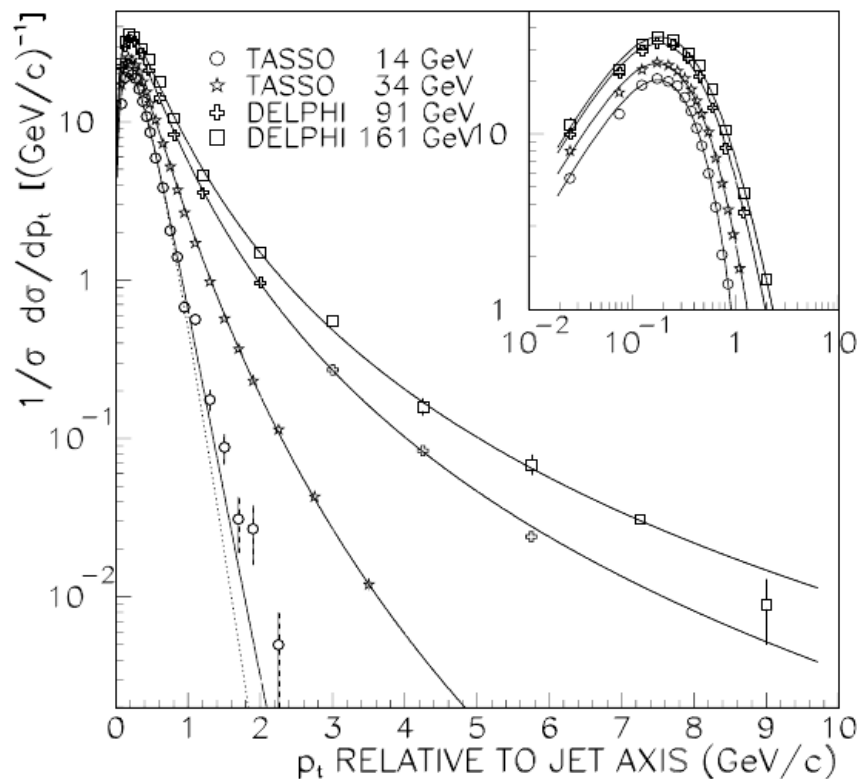 1/σ dσ/dpt [(GeV/c)⁻¹]
10
1
10⁻¹
10⁻²
TASSO 14 GeV
TASSO 34 GeV
DELPHI 91 GeV
DELPHI 161 GeV
10
1
10⁻² 10⁻¹ 1 10
0 1 2 3 4 5 6 7 8 9 10
pt RELATIVE TO JET AXIS (GeV/c)